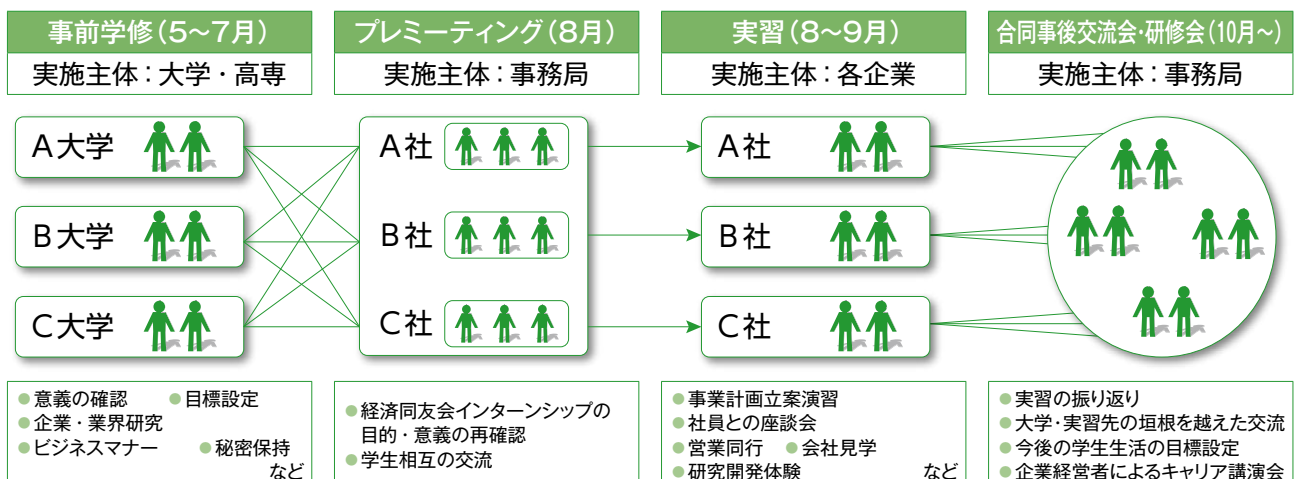 事前学修(5~7月)
実施主体：大学・高専
プレミーティング(8月)
実施主体：事務局
実習(8~9月)
実施主体：各企業
合同事後交流会・研修会(10月~)
実施主体：事務局
A大学
B大学
C大学
A社
B社
C社
A社
B社
C社
●意義の確認 ●目標設定
●企業・業界研究
●ビジネスマナー ●秘密保持
など
●経済同友会インターンシップの
目的・意義の再確認
●学生相互の交流
●事業計画立案演習
●社員との座談会
●営業同行 ●会社見学
●研究開発体験 など
●実習の振り返り
●大学・実習先の垣根を越えた交流
●今後の学生生活の目標設定
●企業経営者によるキャリア講演会